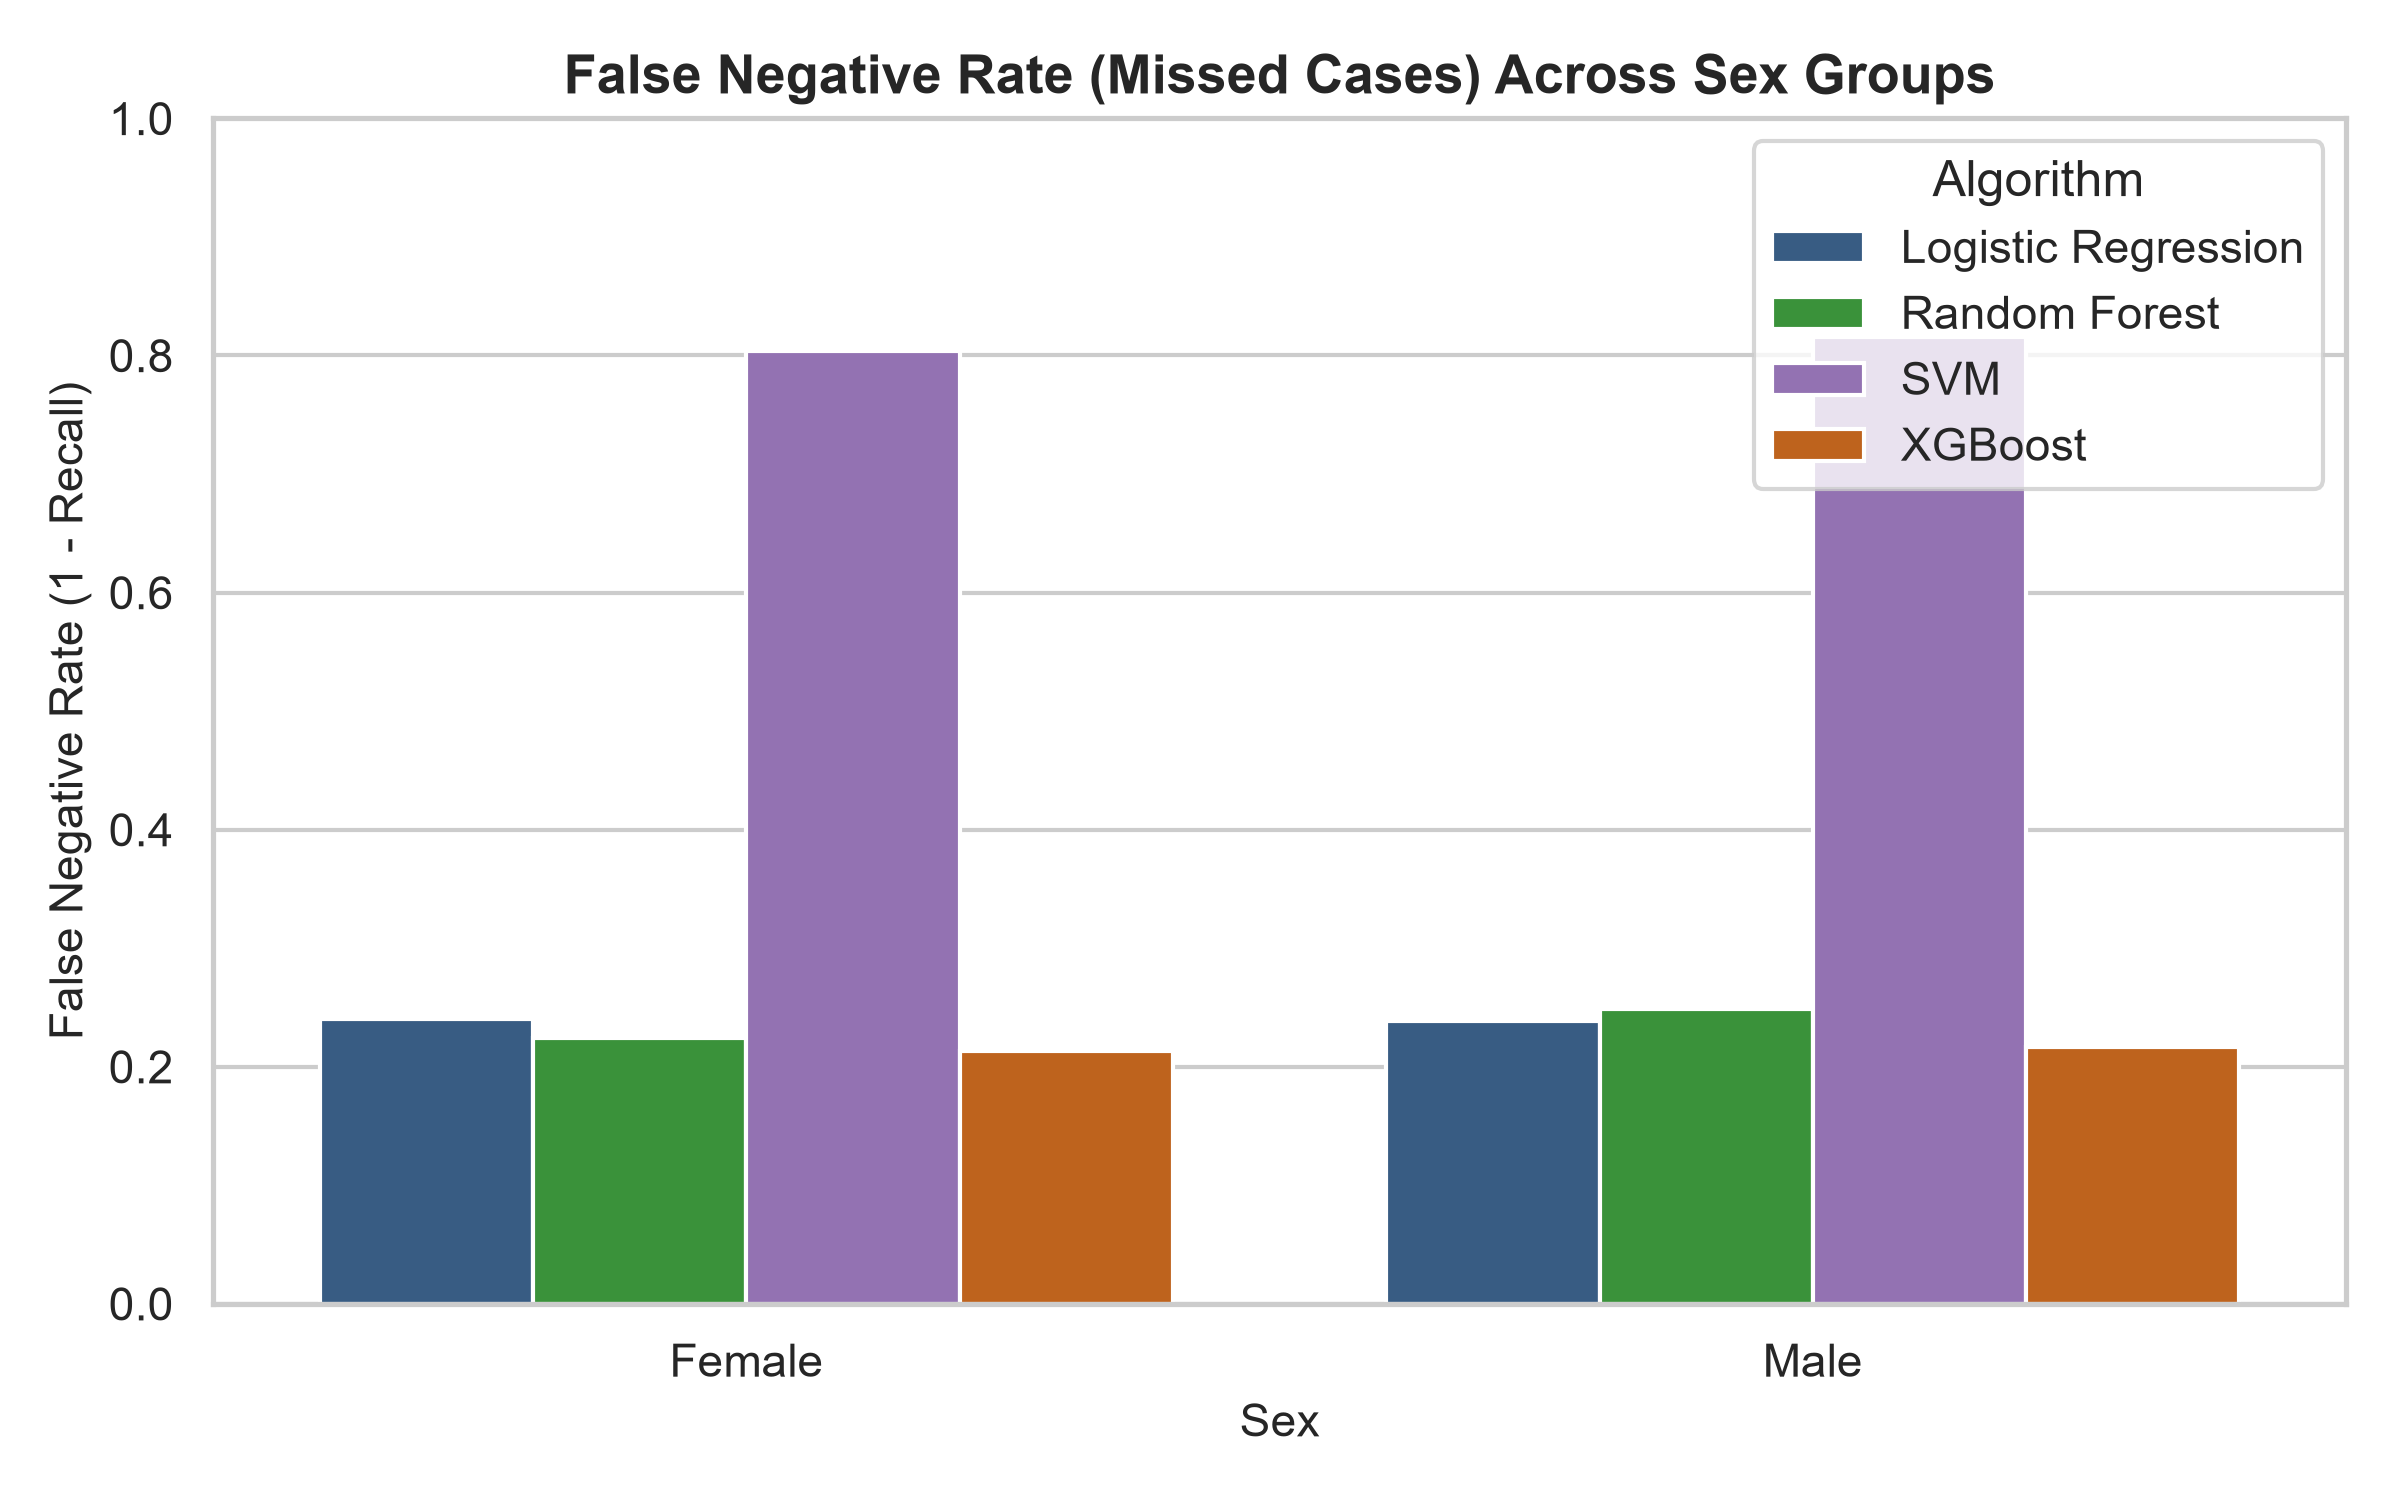 False Negative Rate (Missed Cases) Across Sex Groups
False Negative Rate (1 - Recall)
1.0
0.8
0.6
0.4
0.2
0.0
Algorithm
Logistic Regression
Random Forest
SVM
XGBoost
Female
Male
Sex